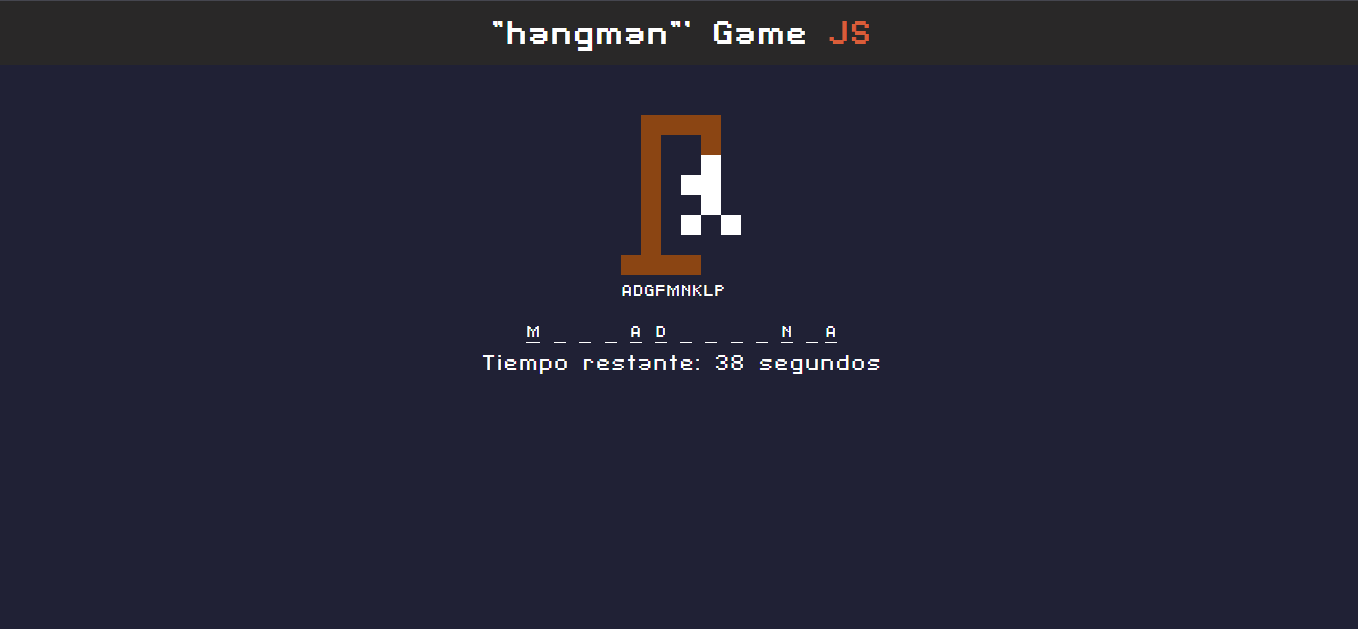 "hangman"' Game JS
ADGFMNKLP
M _ _ _ A D _ _ _ _ N _ A
Tiempo restante: 38 segundos